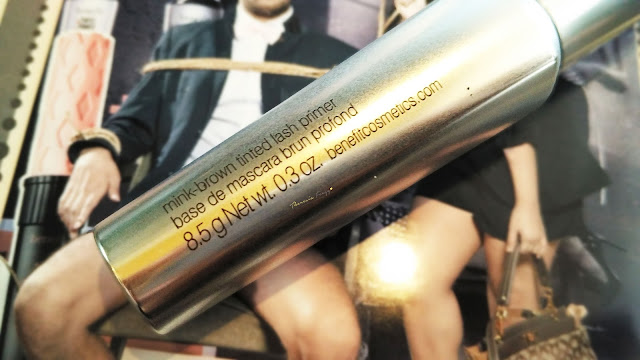 mink-brown tinted lash primer
base de mascara brun profond
8.5 g Net wt. 0.3 oz. benefitcosmetics.com